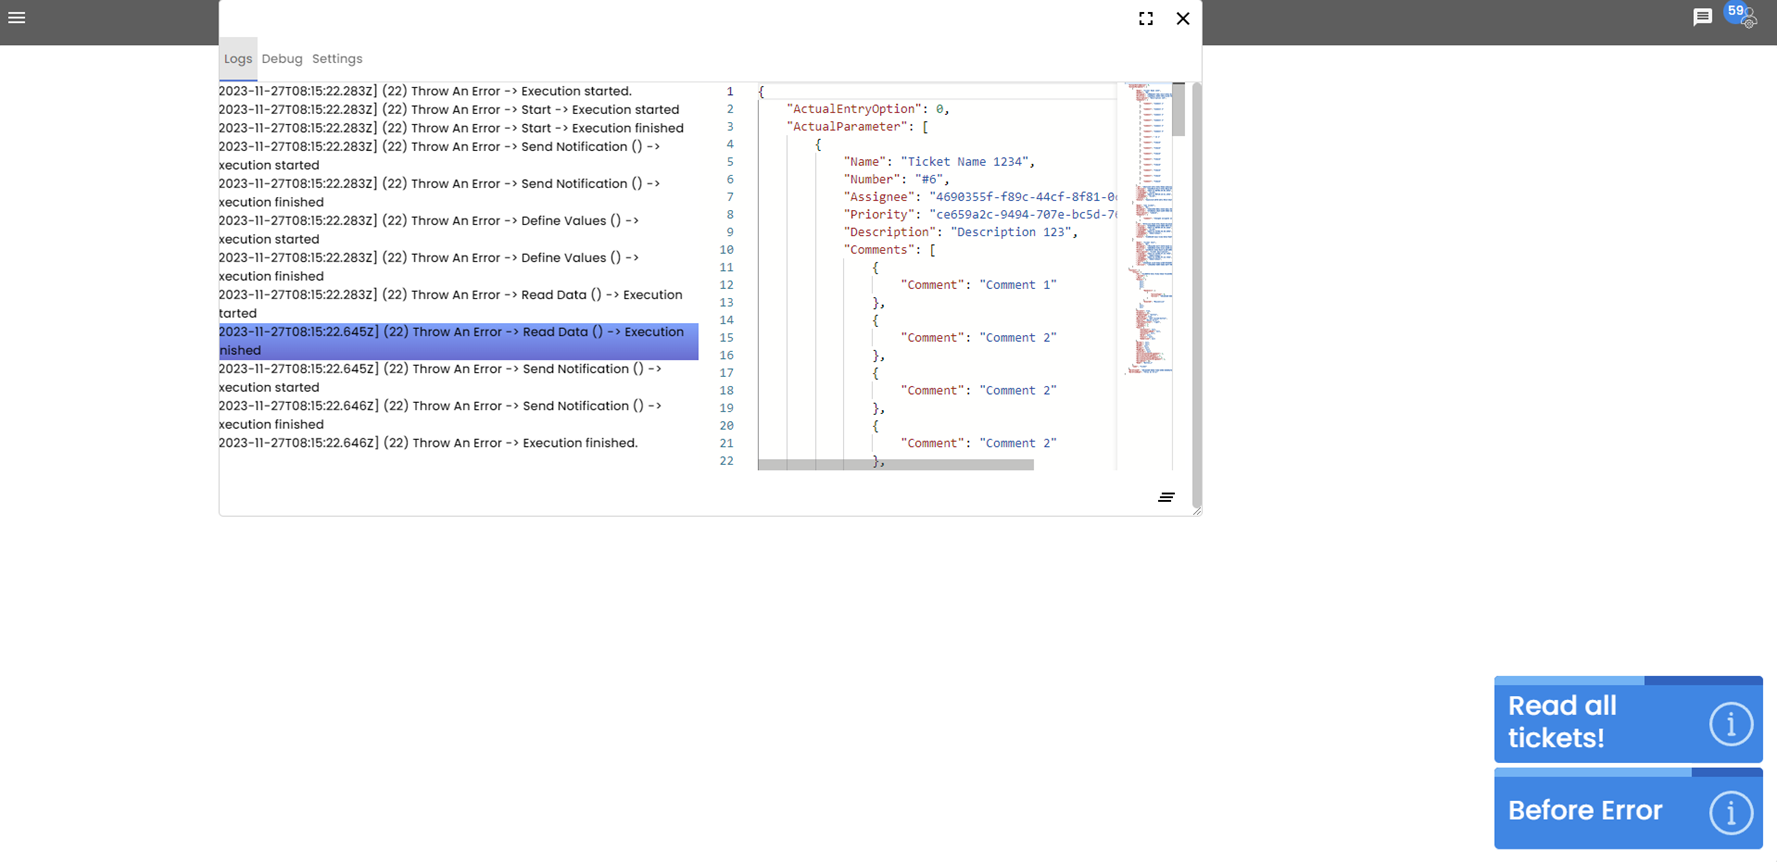 59
Logs Debug Settings
2023-11-27T08:15:22.283Z] (22) Throw An Error -> Execution started.
2023-11-27T08:15:22.283Z] (22) Throw An Error -> Start -> Execution started
2023-11-27T08:15:22.283Z] (22) Throw An Error -> Start -> Execution finished
2023-11-27T08:15:22.283Z] (22) Throw An Error -> Send Notification () ->
xecution started
2023-11-27T08:15:22.283Z] (22) Throw An Error -> Send Notification () ->
xecution finished
2023-11-27T08:15:22.283Z] (22) Throw An Error -> Define Values () ->
xecution started
2023-11-27T08:15:22.283Z] (22) Throw An Error -> Define Values () ->
xecution finished
2023-11-27T08:15:22.283Z] (22) Throw An Error -> Read Data () -> Execution
tarted
2023-11-27T08:15:22.645Z] (22) Throw An Error -> Read Data () -> Execution
nished
2023-11-27T08:15:22.645Z] (22) Throw An Error -> Send Notification () ->
xecution started
2023-11-27T08:15:22.646Z] (22) Throw An Error -> Send Notification () ->
xecution finished
2023-11-27T08:15:22.646Z] (22) Throw An Error -> Execution finished.
1 {
2 "ActualEntryOption": 0,
3 "ActualParameter": [
4 {
5 "Name": "Ticket Name 1234",
6 "Number": "#6",
7 "Assignee": "4690355f-f89c-44cf-8f81-0
8 "Priority": "ce659a2c-9494-707e-bc5d-7
9 "Description": "Description 123",
10 "Comments": [
11 {
12 "Comment": "Comment 1"
13 },
14 {
15 "Comment": "Comment 2"
16 },
17 {
18 "Comment": "Comment 2"
19 },
20 {
21 "Comment": "Comment 2"
22 },
Read all
tickets!
Before Error